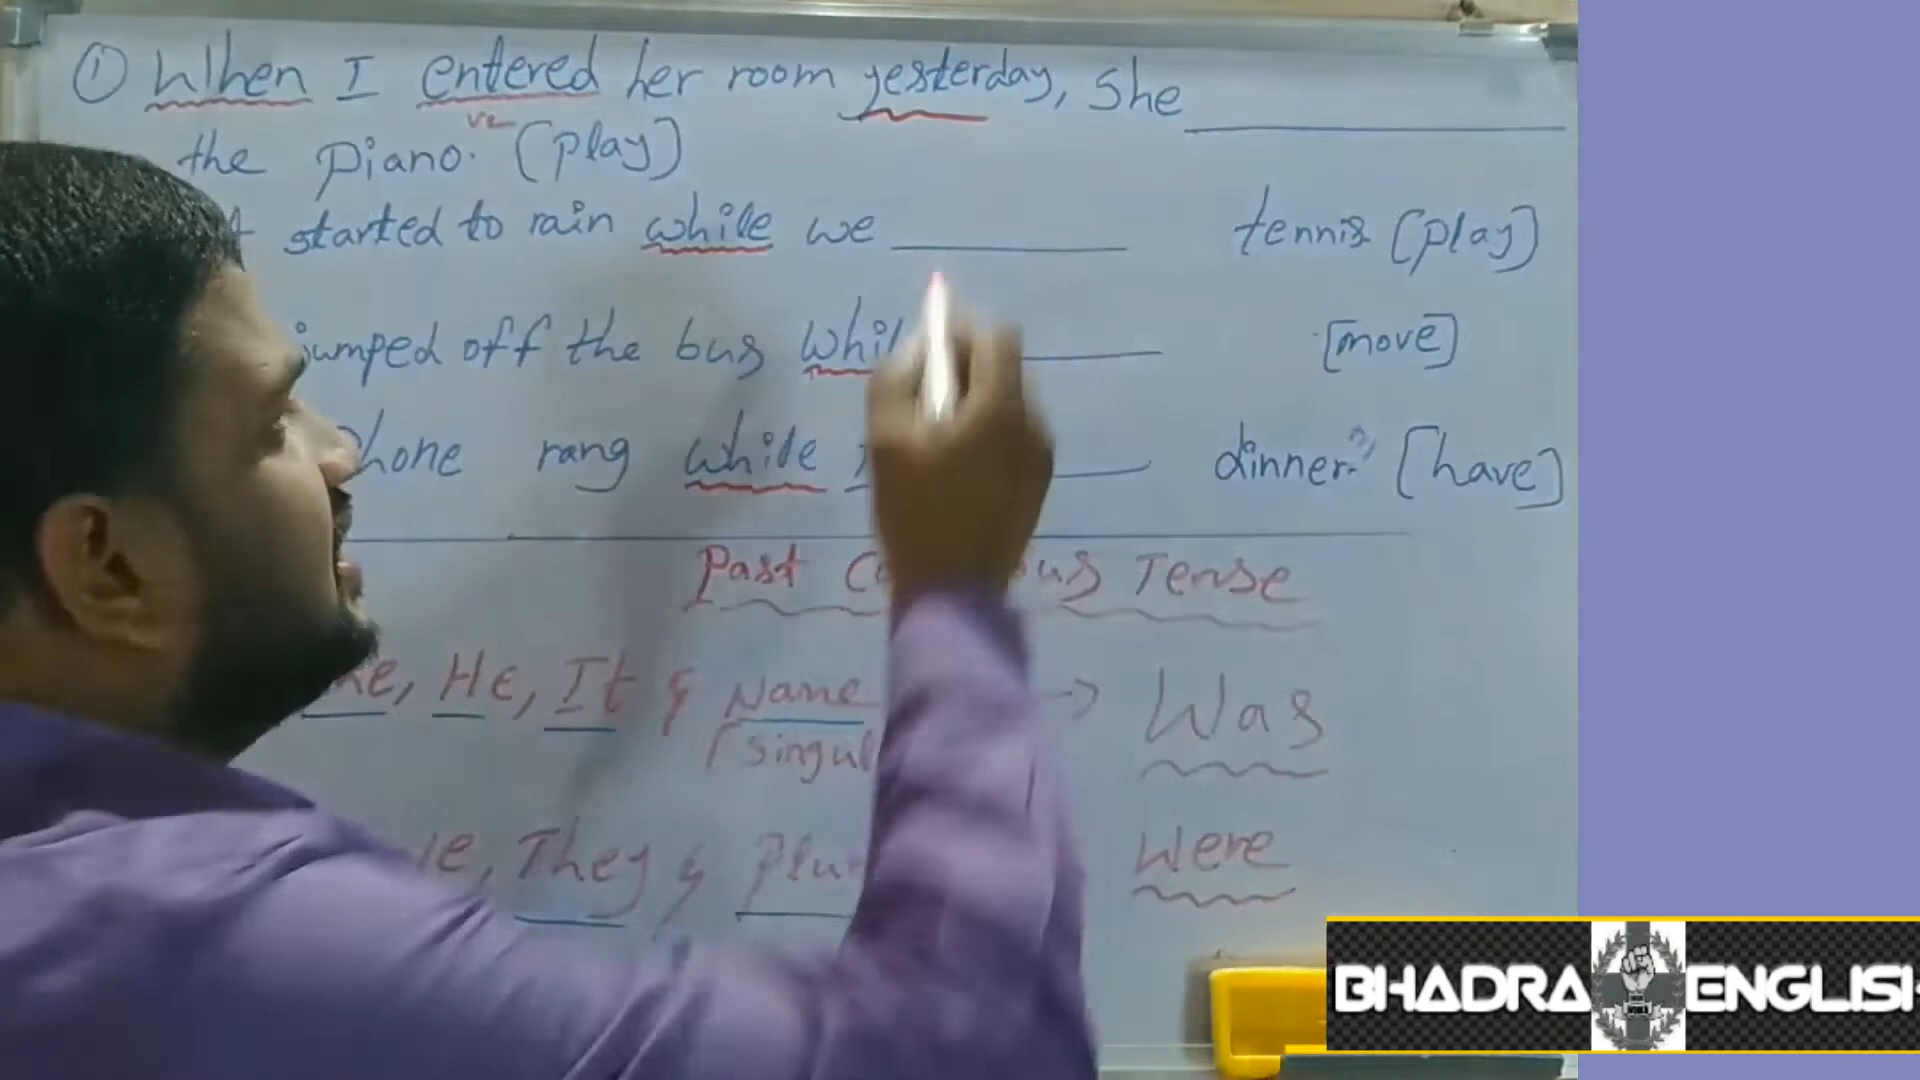 ① When I entered her room yesterday, She
the piano. (play)
started to rain while we tennis (play)
jumped off the bus [move]
rang while dinner. [have]
Past Tense
He, It & Name → Was
They & Were
BHADRA ENGLISH